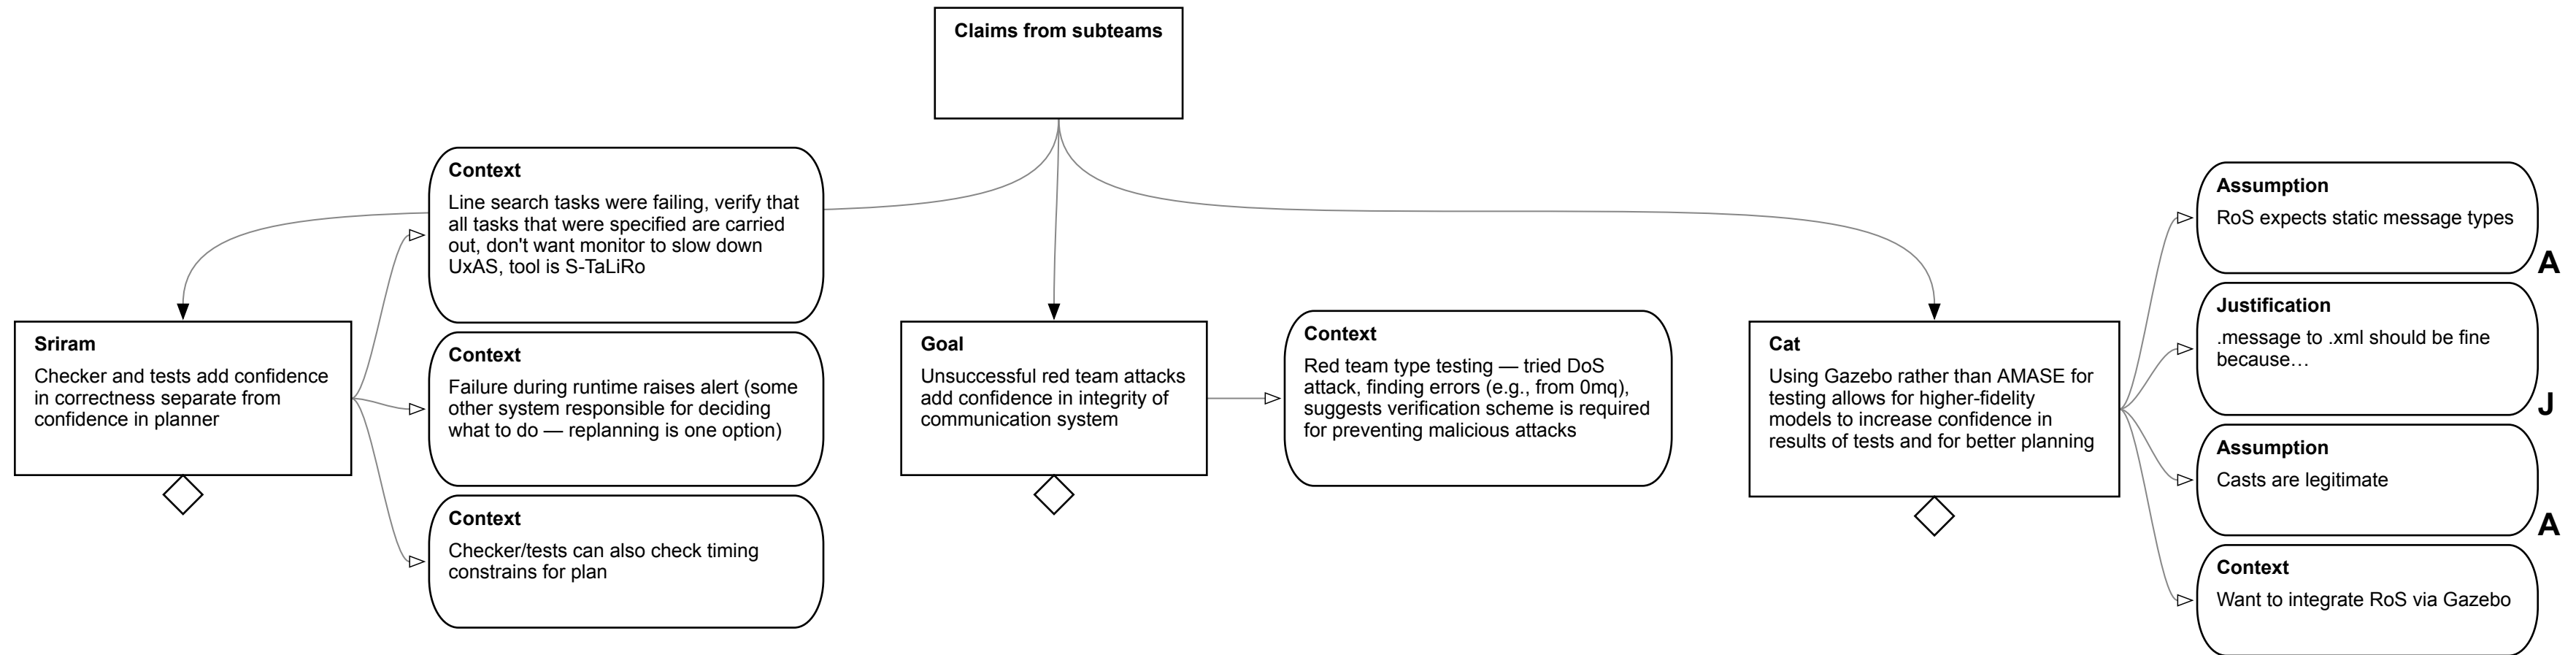 Claims from subteams
Context
Line search tasks were failing, verify that
all tasks that were specified are carried
out, don't want monitor to slow down
UxAS, tool is S-TaLiRo
Sriram
Checker and tests add confidence
in correctness separate from
confidence in planner
Context
Failure during runtime raises alert (some
other system responsible for deciding
what to do — replanning is one option)
Context
Checker/tests can also check timing
constrains for plan
Goal
Unsuccessful red team attacks
add confidence in integrity of
communication system
Context
Red team type testing — tried DoS
attack, finding errors (e.g., from 0mq),
suggests verification scheme is required
for preventing malicious attacks
Cat
Using Gazebo rather than AMASE for
testing allows for higher-fidelity
models to increase confidence in
results of tests and for better planning
Assumption
RoS expects static message types
A
Justification
.message to .xml should be fine
because…
J
Assumption
Casts are legitimate
A
Context
Want to integrate RoS via Gazebo